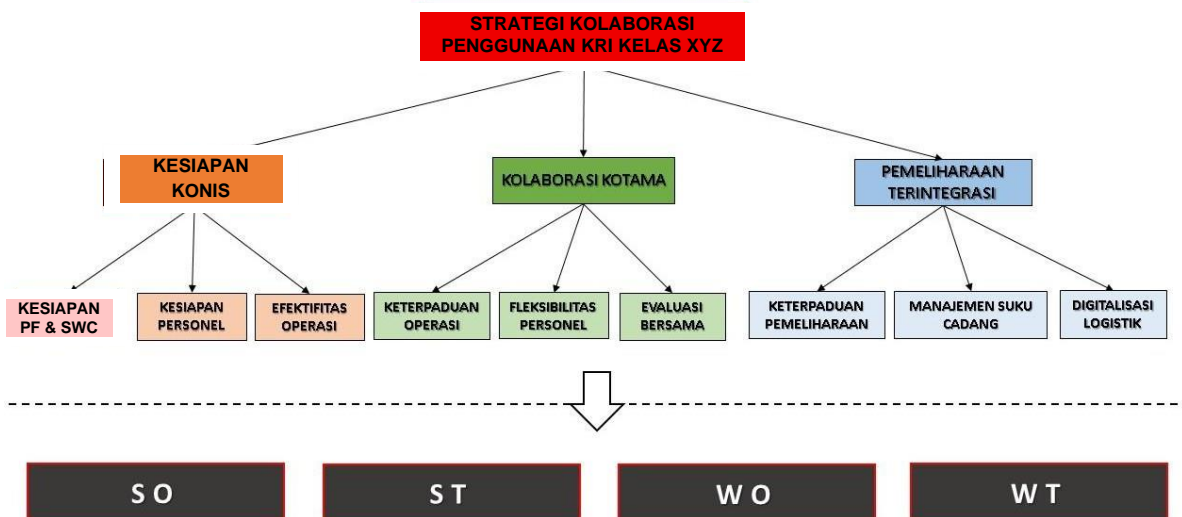 STRATEGI KOLABORASI
PENGGUNAAN KRI KELAS XYZ
KESIAPAN
KONIS
KOLABORASI KOTAMA
PEMELIHARAAN
TERINTEGRASI
KESIAPAN
PF & SWC
KESIAPAN
PERSONEL
EFEKTIFITAS
OPERASI
KETERPADUAN
OPERASI
FLEKSIBILITAS
PERSONEL
EVALUASI
BERSAMA
KETERPADUAN
PEMELIHARAAN
MANAJEMEN SUKU
CADANG
DIGITALISASI
LOGISTIK
S O
S T
W O
W T